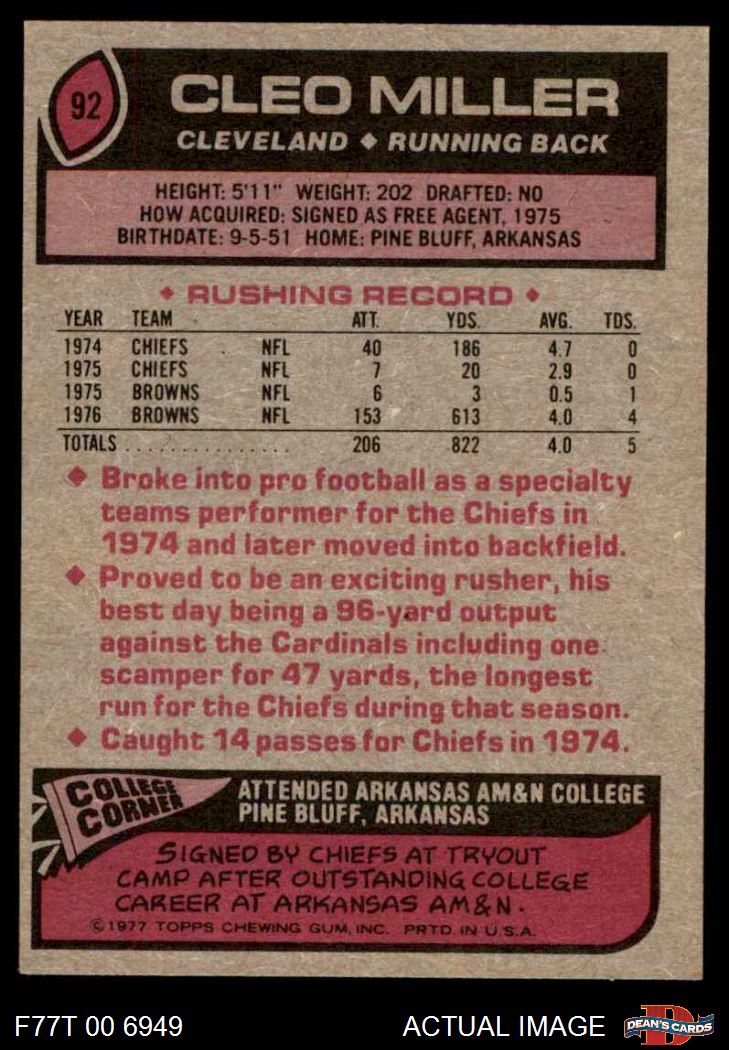 92
CLEO MILLER
CLEVELAND ◆ RUNNING BACK
HEIGHT: 5'11" WEIGHT: 202 DRAFTED: NO
HOW ACQUIRED: SIGNED AS FREE AGENT, 1975
BIRTHDATE: 9-5-51 HOME: PINE BLUFF, ARKANSAS
◆ RUSHING RECORD ◆
YEAR TEAM ATT. YDS. AVG. TDS.
1974 CHIEFS NFL 40 186 4.7 0
1975 CHIEFS NFL 7 20 2.9 0
1975 BROWNS NFL 6 3 0.5 1
1976 BROWNS NFL 153 613 4.0 4
TOTALS . . . . . . . . . . . . . . . 206 822 4.0 5
◆ Broke into pro football as a specialty
teams performer for the Chiefs in
1974 and later moved into backfield.
◆ Proved to be an exciting rusher, his
best day being a 96-yard output
against the Cardinals including one
scamper for 47 yards, the longest
run for the Chiefs during that season.
◆ Caught 14 passes for Chiefs in 1974.
COLLEGE
CORNER
ATTENDED ARKANSAS AM&N COLLEGE
PINE BLUFF, ARKANSAS
SIGNED BY CHIEFS AT TRYOUT
CAMP AFTER OUTSTANDING COLLEGE
CAREER AT ARKANSAS AM&N.
©1977 TOPPS CHEWING GUM, INC. PRTD. IN U.S.A.
F77T 00 6949 ACTUAL IMAGE
D
DEAN'S CARDS